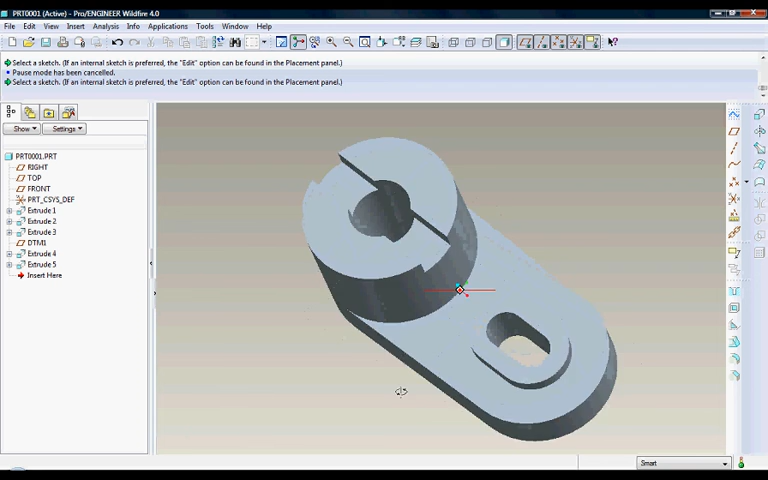 PRT0001 (Active) - Pro/ENGINEER Wildfire 4.0
File Edit View Insert Analysis Info Applications Tools Window Help
Select a sketch. (If an internal sketch is preferred, the "Edit" option can be found in the Placement panel.)
Pause mode has been cancelled.
Select a sketch. (If an internal sketch is preferred, the "Edit" option can be found in the Placement panel.)
Show Settings
PRT0001.PRT
RIGHT
TOP
FRONT
PRT_CSYS_DEF
Extrude 1
Extrude 2
Extrude 3
DTM1
Extrude 4
Extrude 5
Insert Here
Smart